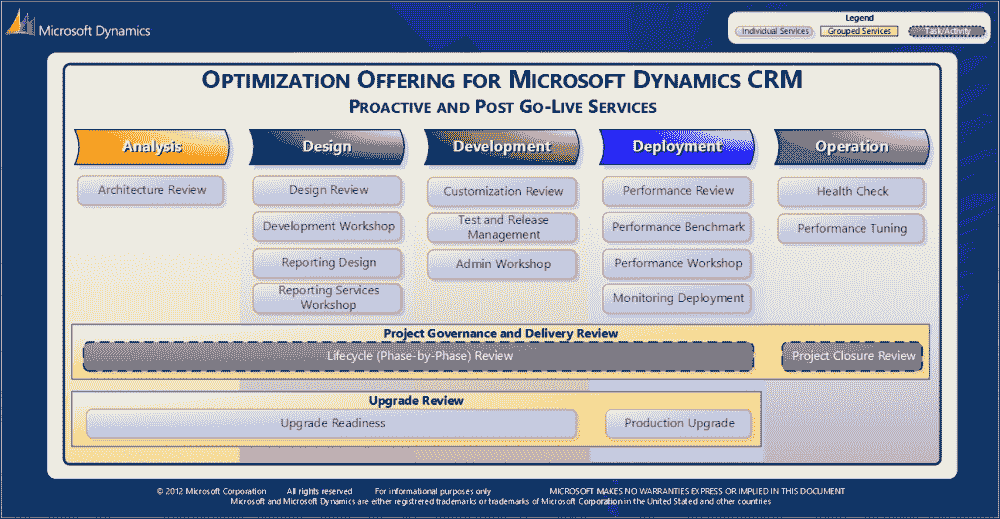 Microsoft Dynamics
Legend
Individual Services
Grouped Services
Task/Activity
OPTIMIZATION OFFERING FOR MICROSOFT DYNAMICS CRM
PROACTIVE AND POST GO-LIVE SERVICES
Analysis
Design
Development
Deployment
Operation
Architecture Review
Design Review
Development Workshop
Reporting Design
Reporting Services
Workshop
Customization Review
Test and Release
Management
Admin Workshop
Performance Review
Performance Benchmark
Performance Workshop
Monitoring Deployment
Health Check
Performance Tuning
Project Governance and Delivery Review
Lifecycle (Phase-by-Phase) Review
Project Closure Review
Upgrade Review
Upgrade Readiness
Production Upgrade
© 2012 Microsoft Corporation All rights reserved For informational purposes only MICROSOFT MAKES NO WARRANTIES EXPRESS OR IMPLIED IN THIS DOCUMENT
Microsoft and Microsoft Dynamics are either registered trademarks or trademarks of Microsoft Corporation in the United Stated and other countries